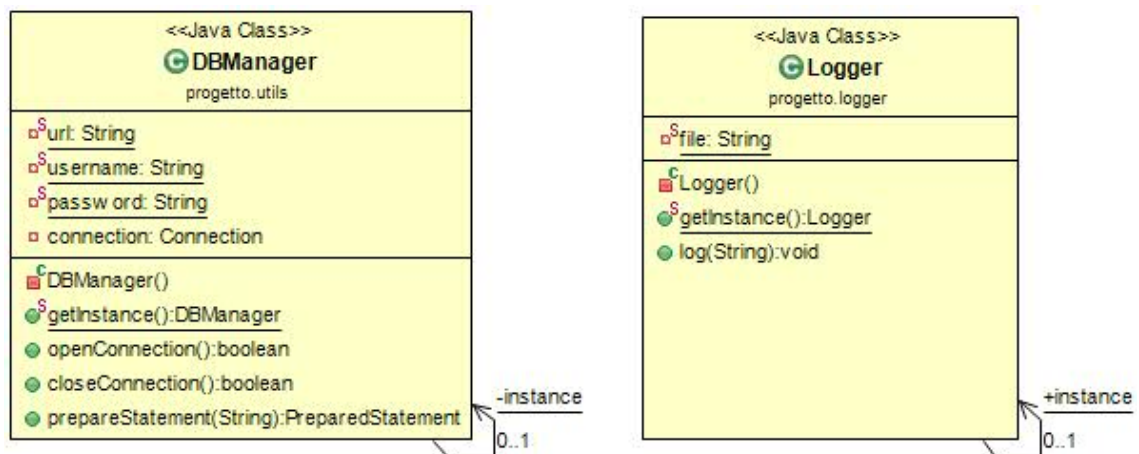 <<Java Class>>
C DBManager
progetto.utils
S url: String
S username: String
S password: String
connection: Connection
C DBManager()
S getInstance():DBManager
openConnection():boolean
closeConnection():boolean
prepareStatement(String):PreparedStatement
-instance
0..1
<<Java Class>>
C Logger
progetto.logger
S file: String
C Logger()
S getInstance():Logger
log(String):void
+instance
0..1